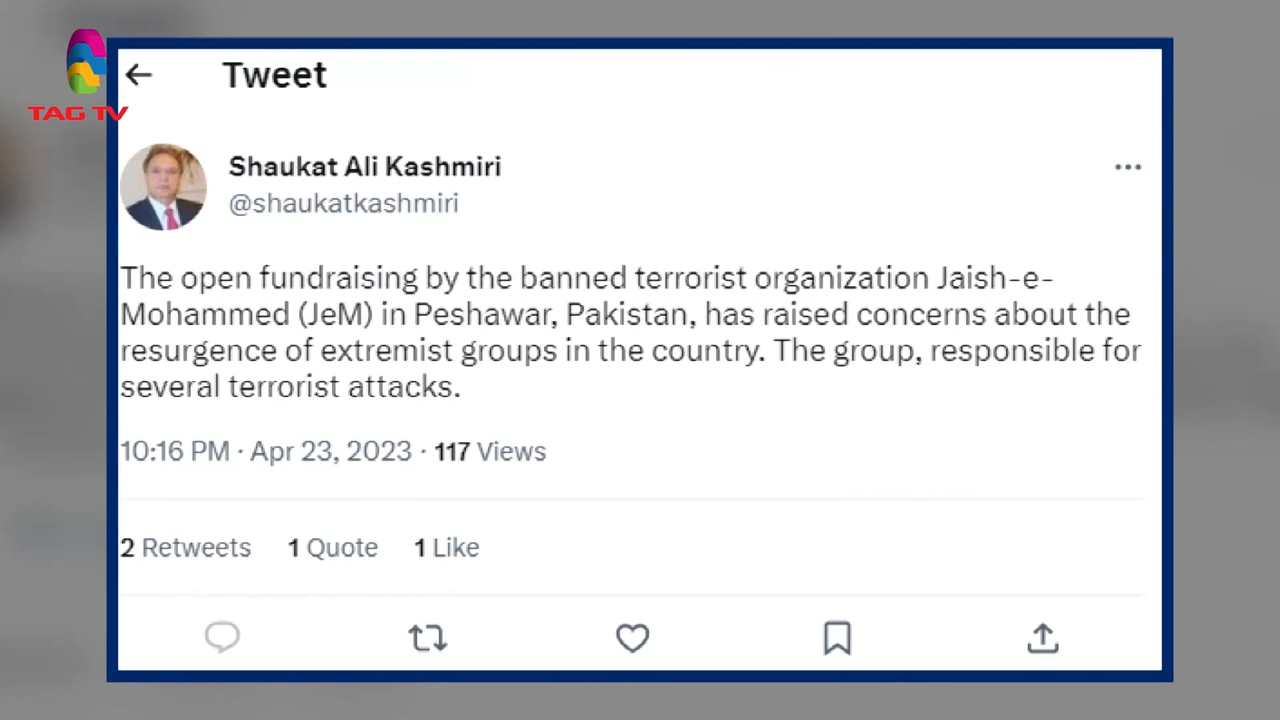 TAG TV
Tweet
Shaukat Ali Kashmiri
@shaukatkashmiri
The open fundraising by the banned terrorist organization Jaish-e-
Mohammed (JeM) in Peshawar, Pakistan, has raised concerns about the
resurgence of extremist groups in the country. The group, responsible for
several terrorist attacks.
10:16 PM · Apr 23, 2023 · 117 Views
2 Retweets 1 Quote 1 Like